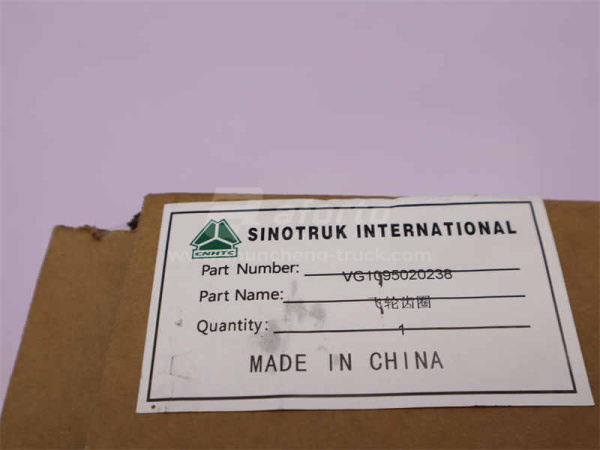 SINOTRUK INTERNATIONAL
CNHTC
Part Number: VG1095020238
Part Name: 飞轮齿圈
Quantity: 1
MADE IN CHINA